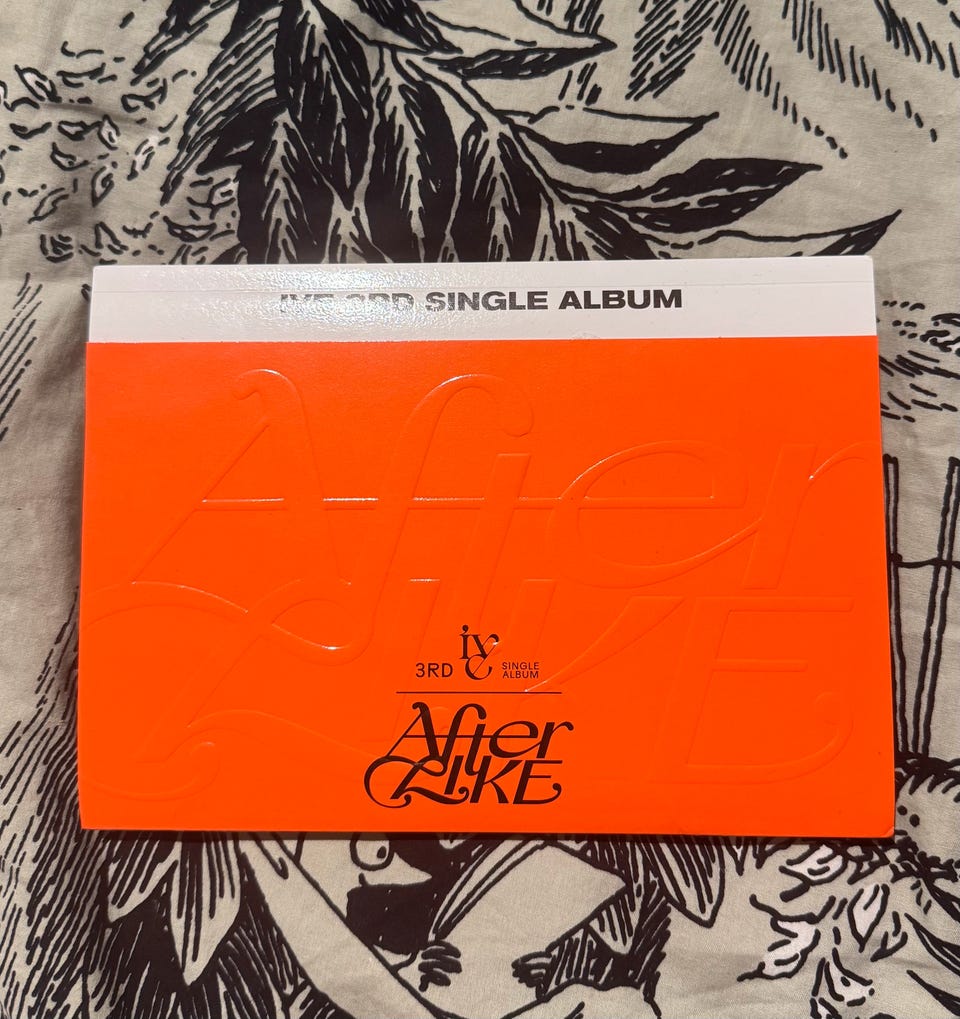 IVE 3RD SINGLE ALBUM
After
LIKE
ive
3RD SINGLE
ALBUM
After
LIKE